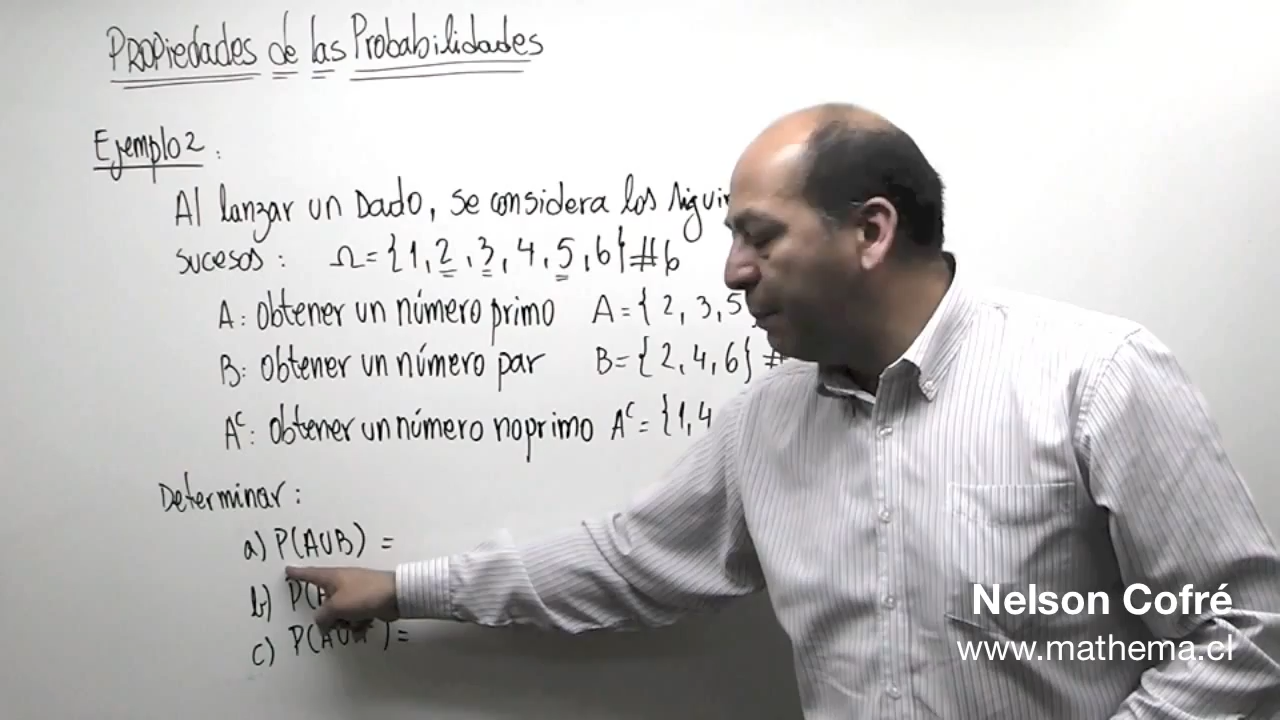 PROPiedades de las Probabilidades
Ejemplo 2 :
Al lanzar un Dado, se considera los
sucesos : Ω = {1, 2, 3, 4, 5, 6} #6
A: Obtener un número primo A = { 2, 3, 5
B: Obtener un número par B = {2, 4, 6} #
Aᶜ: Obtener un número no primo Aᶜ = {1, 4
Determinar :
a) P(A∪B) =
b) P(A
c) P(A∪ ) =
Nelson Cofré
www.mathema.cl